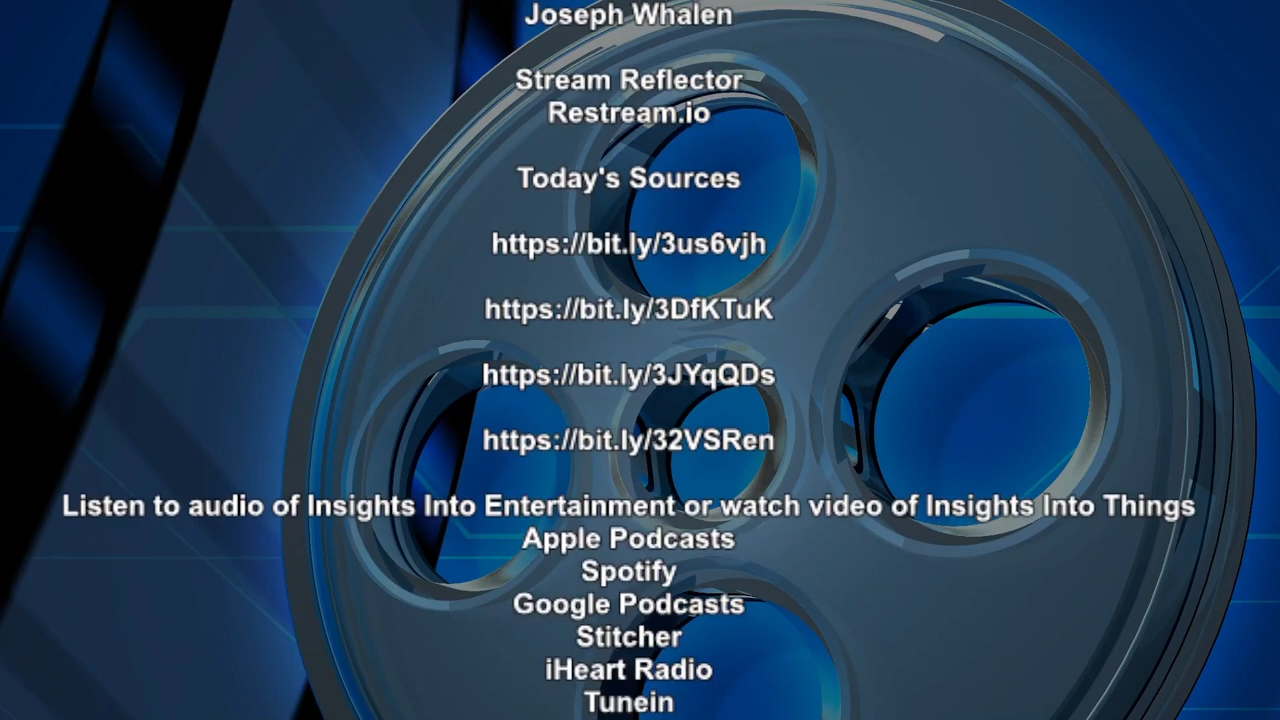 Joseph Whalen
Stream Reflector
Restream.io
Today's Sources
https://bit.ly/3us6vjh
https://bit.ly/3DfKTuK
https://bit.ly/3JYqQDs
https://bit.ly/32VSRen
Listen to audio of Insights Into Entertainment or watch video of Insights Into Things
Apple Podcasts
Spotify
Google Podcasts
Stitcher
iHeart Radio
Tunein